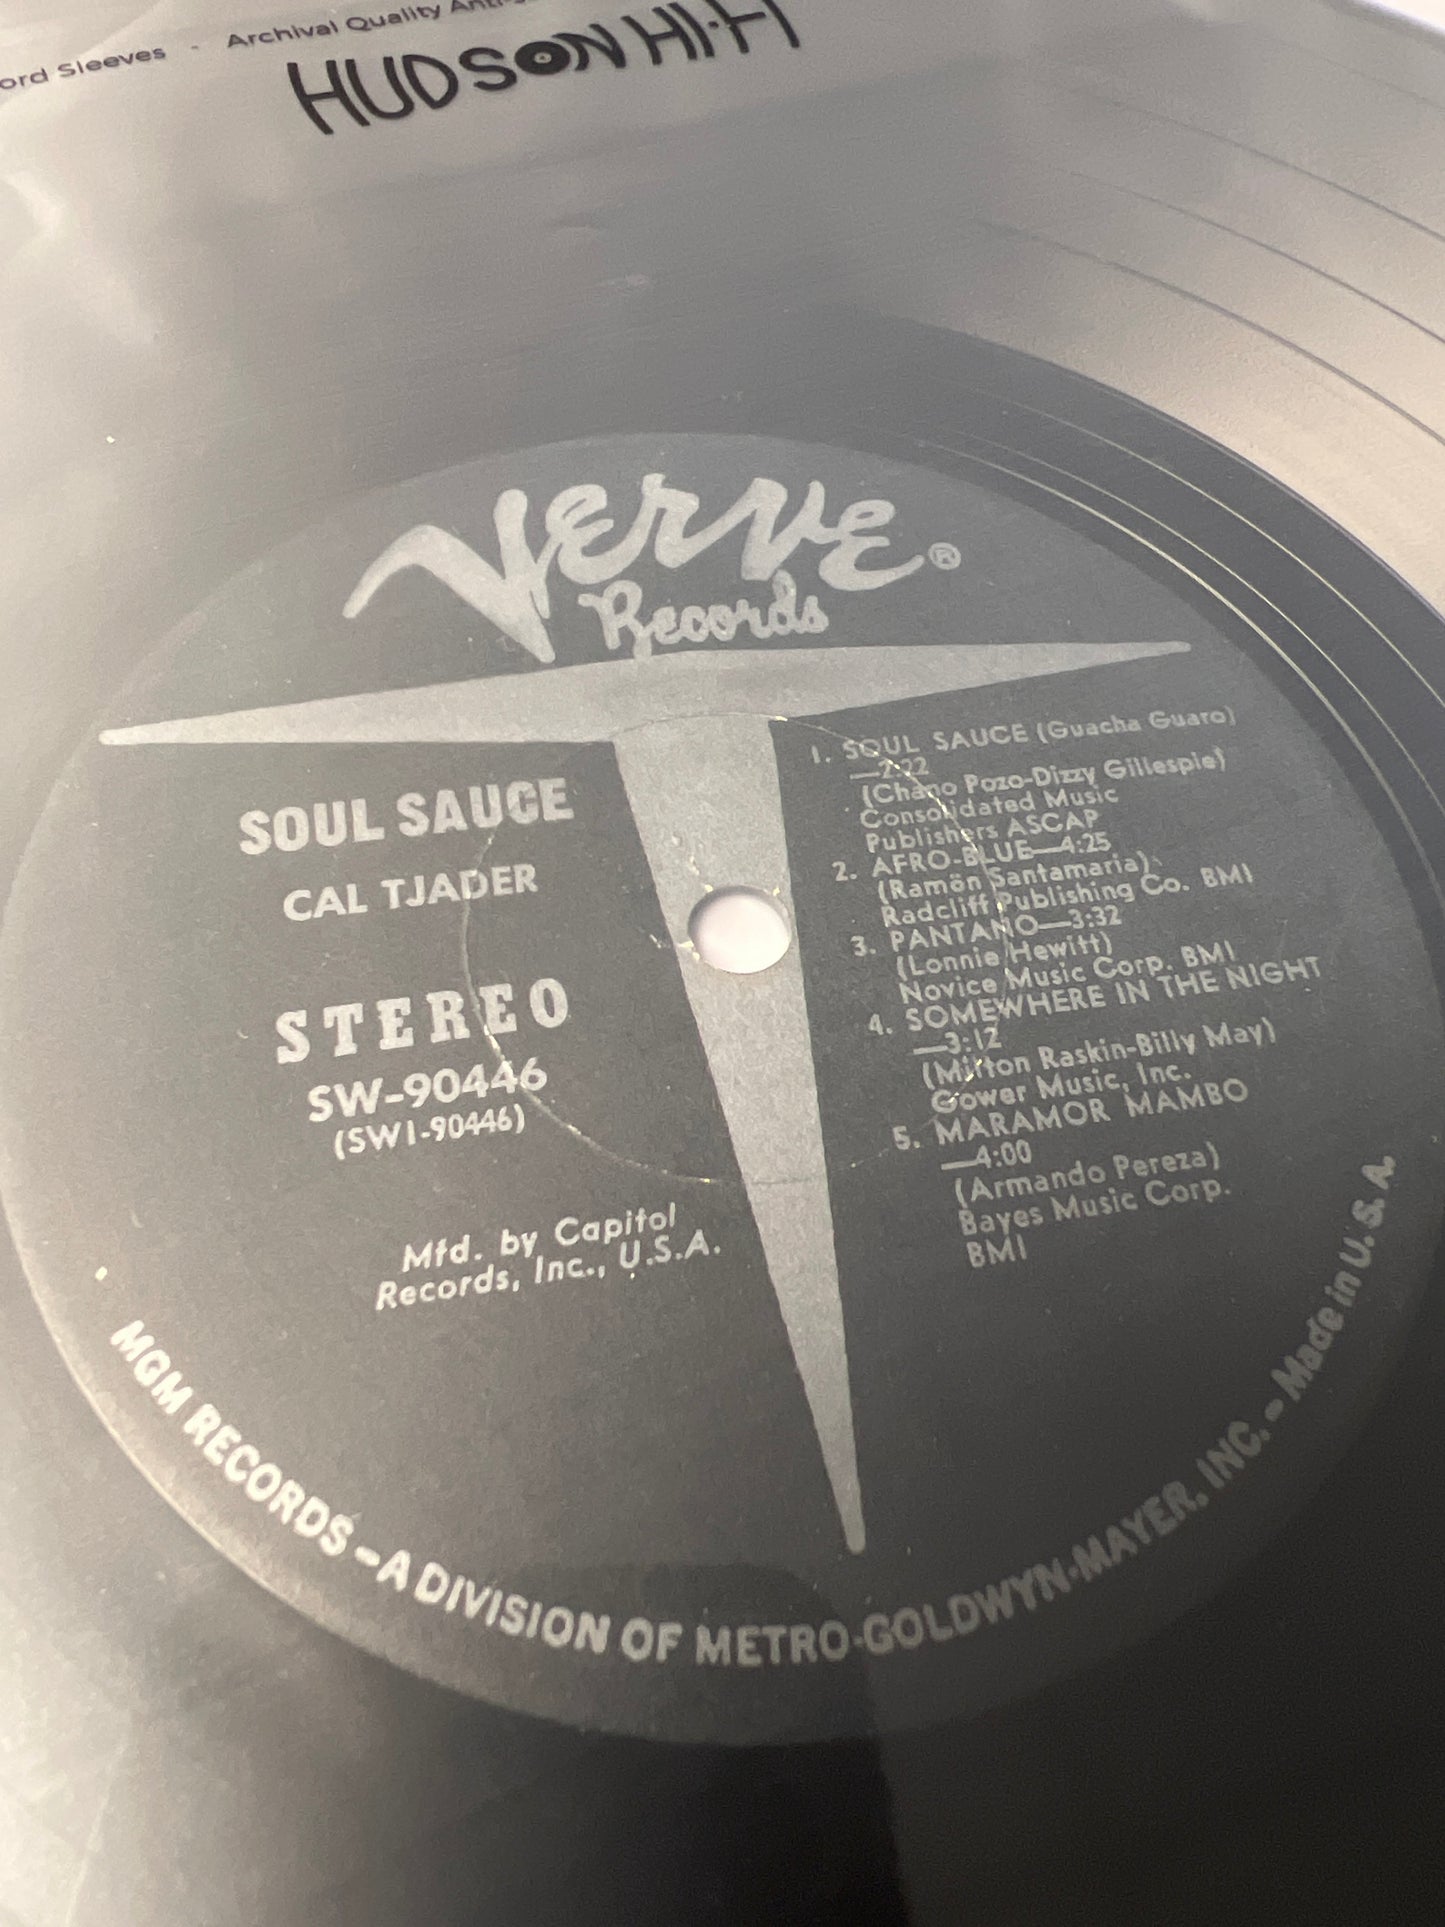 ord Sleeves - Archival Quality
HUDSON HI-FI
Verve®
Records
SOUL SAUCE
CAL TJADER
STEREO
SW-90446
(SW1-90446)
Mfd. by Capitol
Records, Inc., U.S.A.
1. SOUL SAUCE (Guacha Guaro)
—2:22
(Chano Pozo-Dizzy Gillespie)
Consolidated Music
Publishers ASCAP
2. AFRO-BLUE—4:25
(Ramön Santamaria)
Radcliff Publishing Co. BMI
3. PANTANO—3:32
(Lonnie Hewitt)
Novice Music Corp. BMI
4. SOMEWHERE IN THE NIGHT
—3:12
(Milton Raskin-Billy May)
Gower Music, Inc.
5. MARAMOR MAMBO
—4:00
(Armando Pereza)
Bayes Music Corp.
BMI
MGM RECORDS – A DIVISION OF METRO-GOLDWYN-MAYER, INC. – Made in U.S.A.